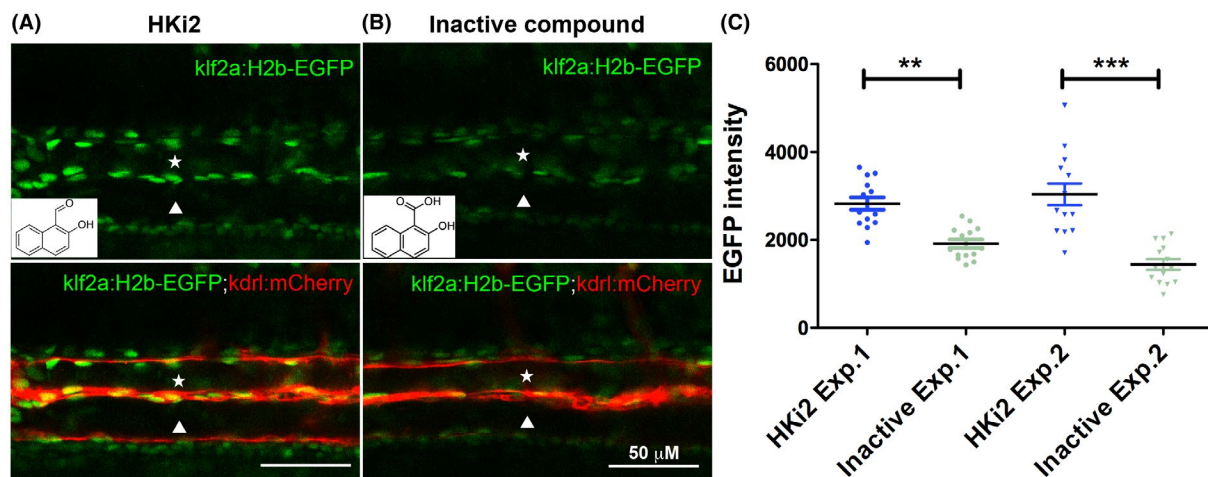 (A) HKi2
(B) Inactive compound
(C)
klf2a:H2b-EGFP
klf2a:H2b-EGFP
O
OH
O OH
OH
klf2a:H2b-EGFP;kdrl:mCherry
klf2a:H2b-EGFP;kdrl:mCherry
50 μM
EGFP intensity
6000
4000
2000
0
**
***
HKi2 Exp.1
Inactive Exp.1
HKi2 Exp.2
Inactive Exp.2